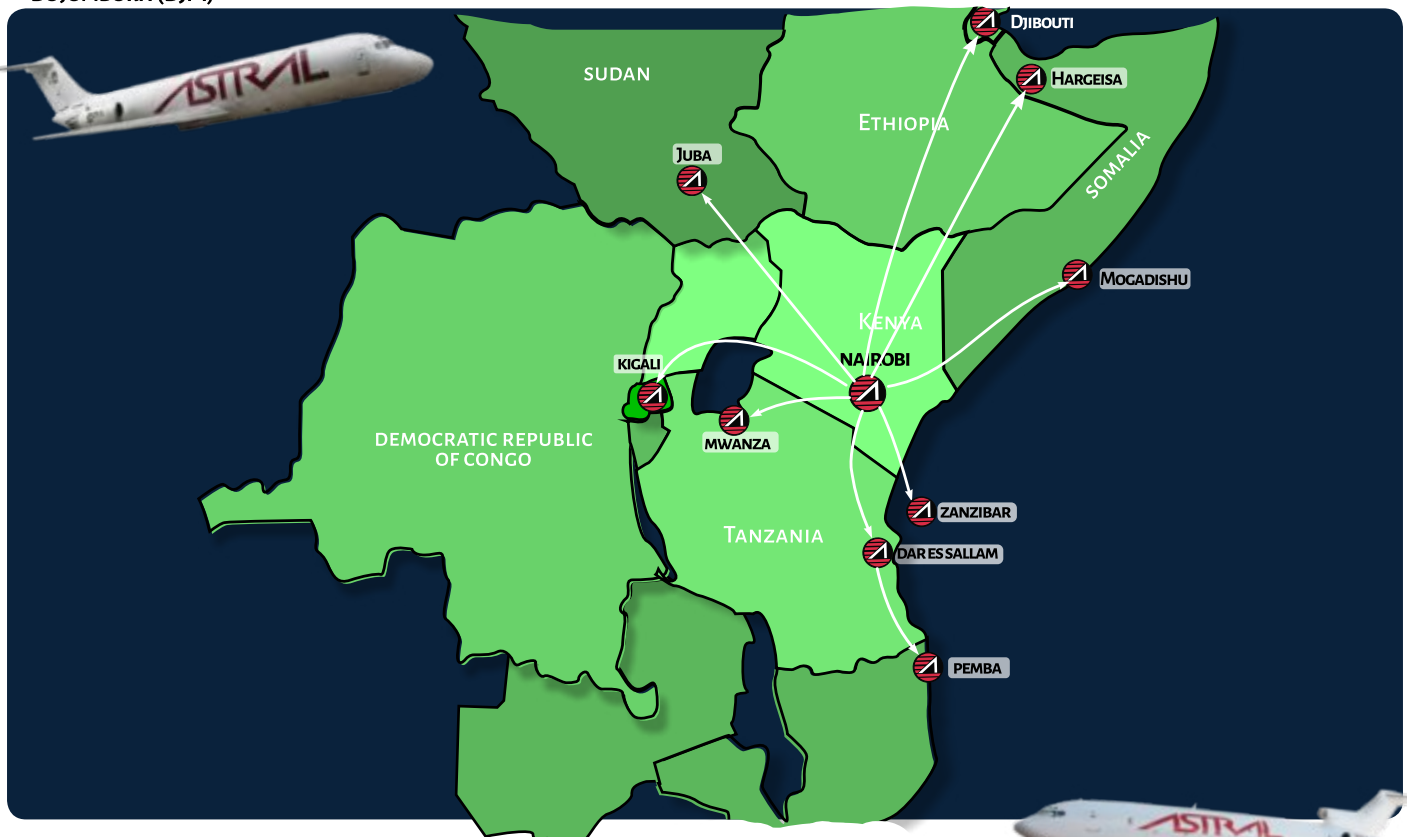 ASTRAL
SUDAN
Djibouti
Hargeisa
Ethiopia
SOMALIA
Juba
Mogadishu
Kenya
NAIROBI
KIGALI
MWANZA
DEMOCRATIC REPUBLIC
OF CONGO
ZANZIBAR
Tanzania
DAR ES SALLAM
PEMBA
ASTRAL